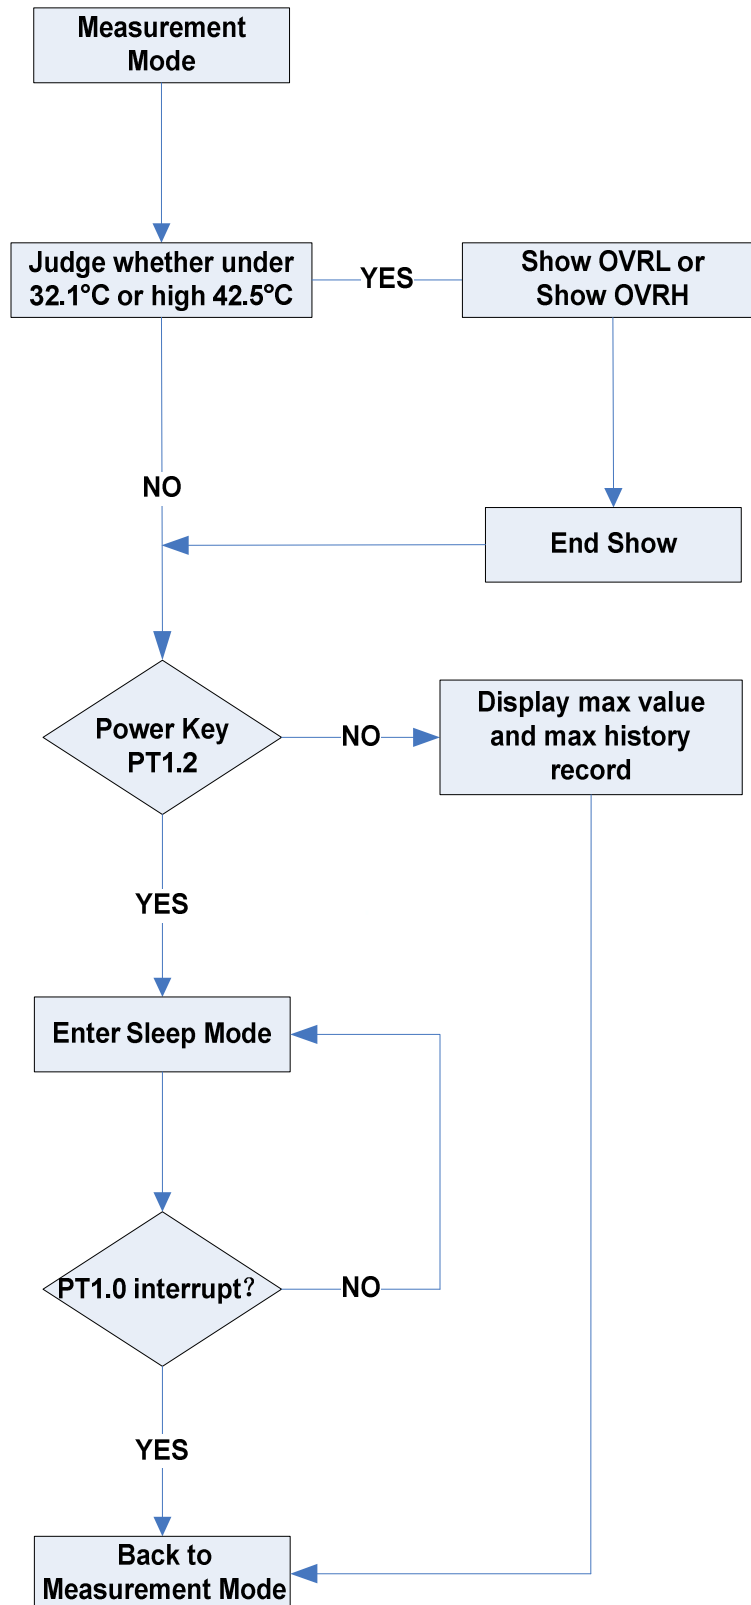 Measurement
Mode
Judge whether under
32.1°C or high 42.5°C
YES
Show OVRL or
Show OVRH
NO
End Show
Power Key
PT1.2
NO
Display max value
and max history
record
YES
Enter Sleep Mode
PT1.0 interrupt？
NO
YES
Back to
Measurement Mode